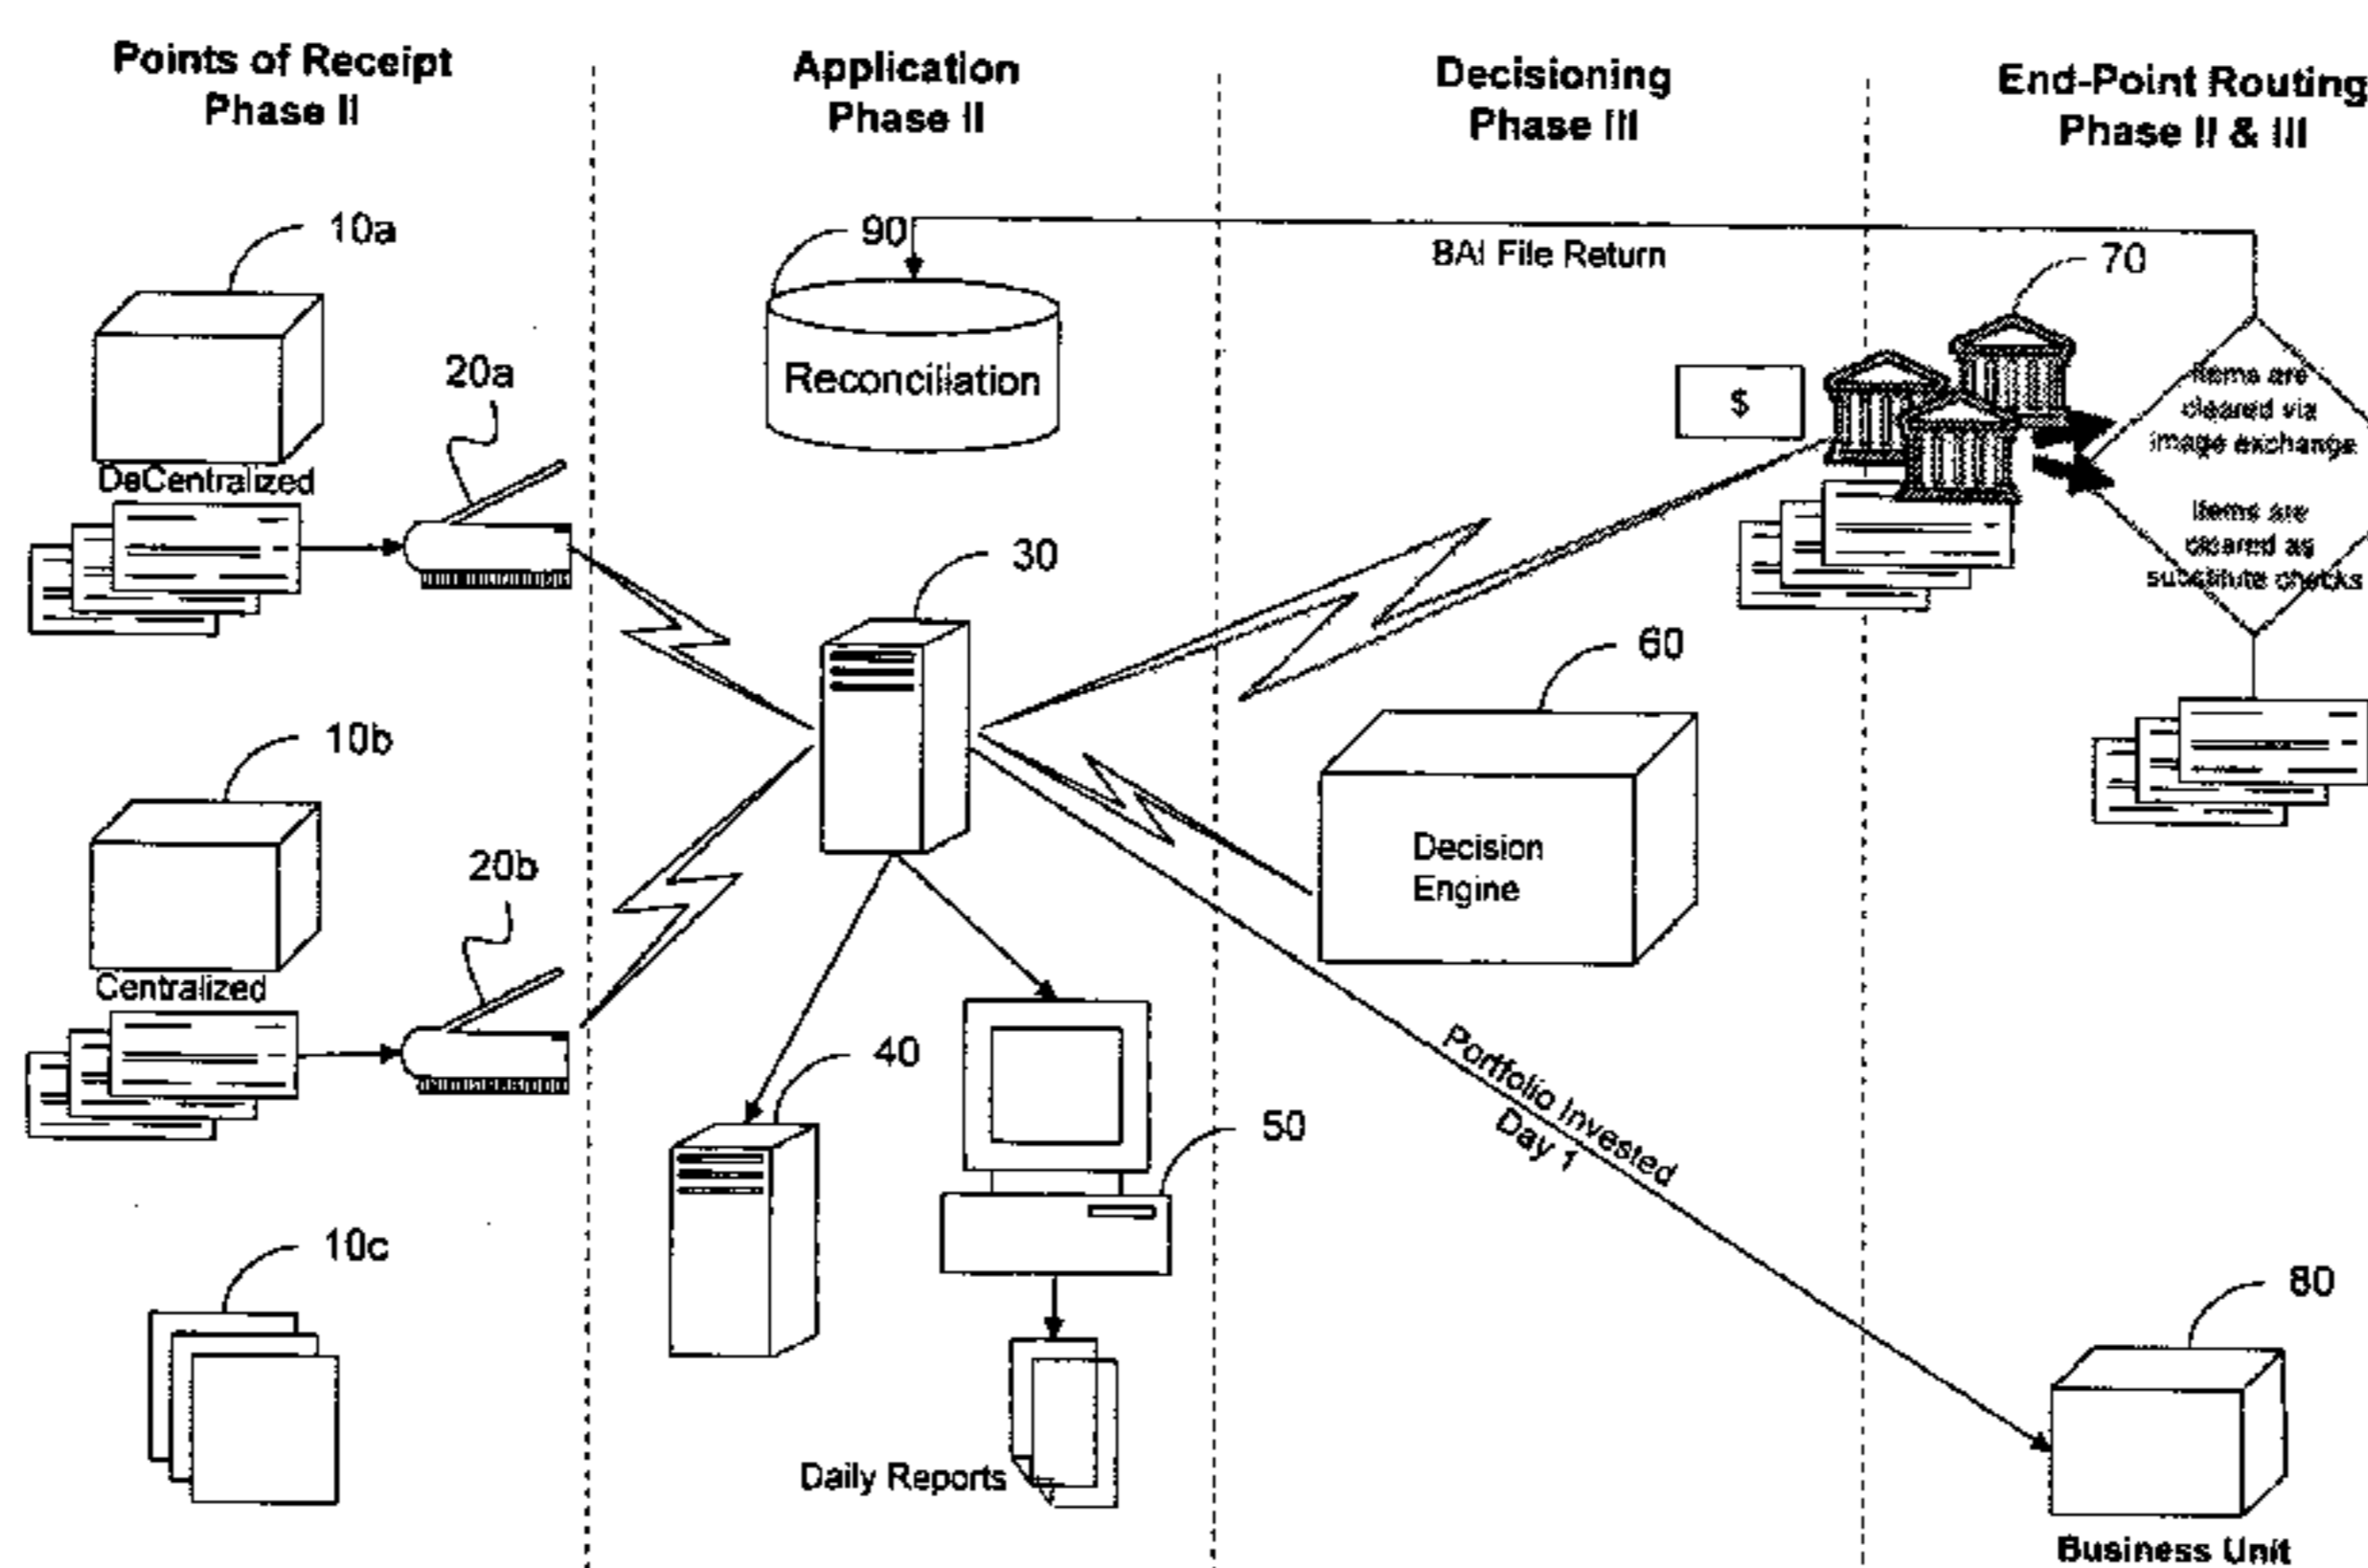 Points of Receipt
Phase II
Application
Phase II
Decisioning
Phase III
End-Point Routing
Phase II & III
10a
DeCentralized
20a
10b
Centralized
20b
10c
90
Reconciliation
30
40
50
Daily Reports
BAI File Return
$
60
Decision
Engine
Portfolio Invested
Day 1
70
Items are
cleared via
image exchange
Items are
cleared as
substitute checks
80
Business Unit